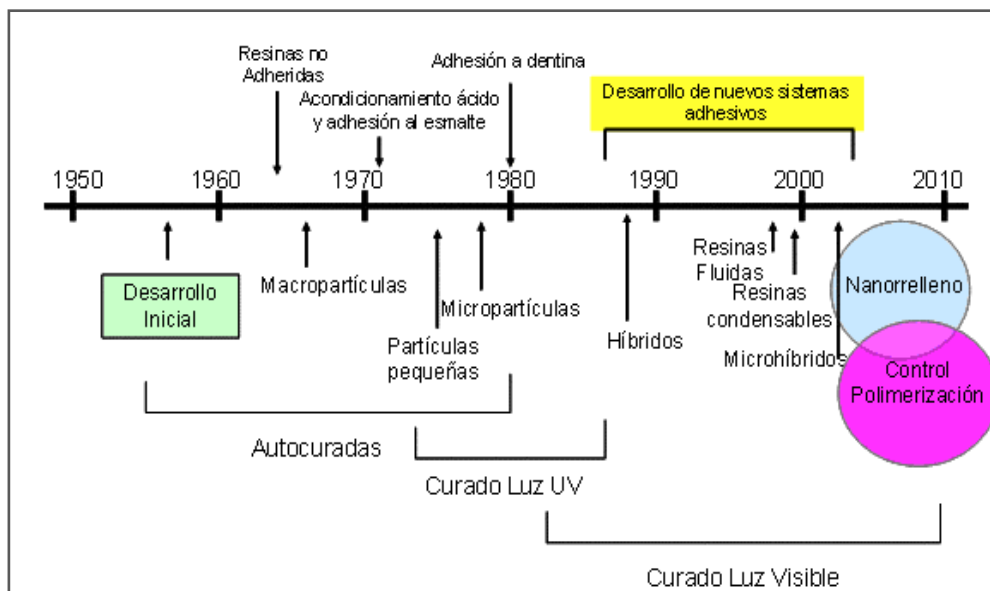 Resinas no
Adheridas
Acondicionamiento ácido
y adhesión al esmalte
Adhesión a dentina
Desarrollo de nuevos sistemas
adhesivos
1950 1960 1970 1980 1990 2000 2010
Desarrollo
Inicial
Macropartículas
Partículas
pequeñas
Micropartículas
Híbridos
Resinas
Fluidas
Resinas
condensables
Microhíbridos
Nanorrelleno
Control
Polimerización
Autocuradas
Curado Luz UV
Curado Luz Visible